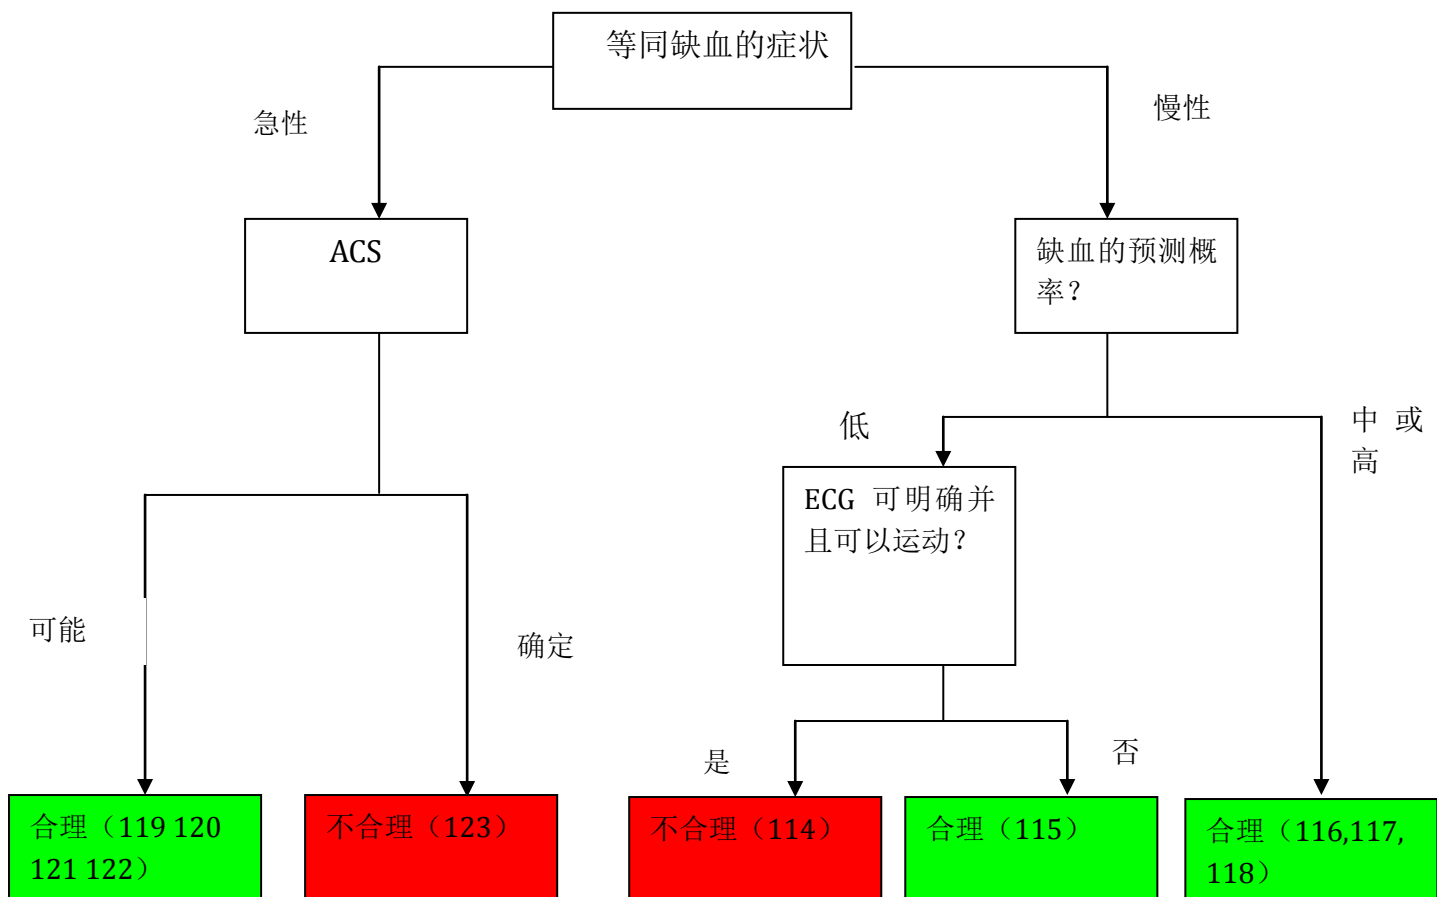 等同缺血的症状
急性
慢性
ACS
缺血的预测概
率？
低
中 或
高
ECG 可明确并
且可以运动？
可能
确定
是
否
合理（119 120
121 122）
不合理（123）
不合理（114）
合理（115）
合理（116,117,
118）